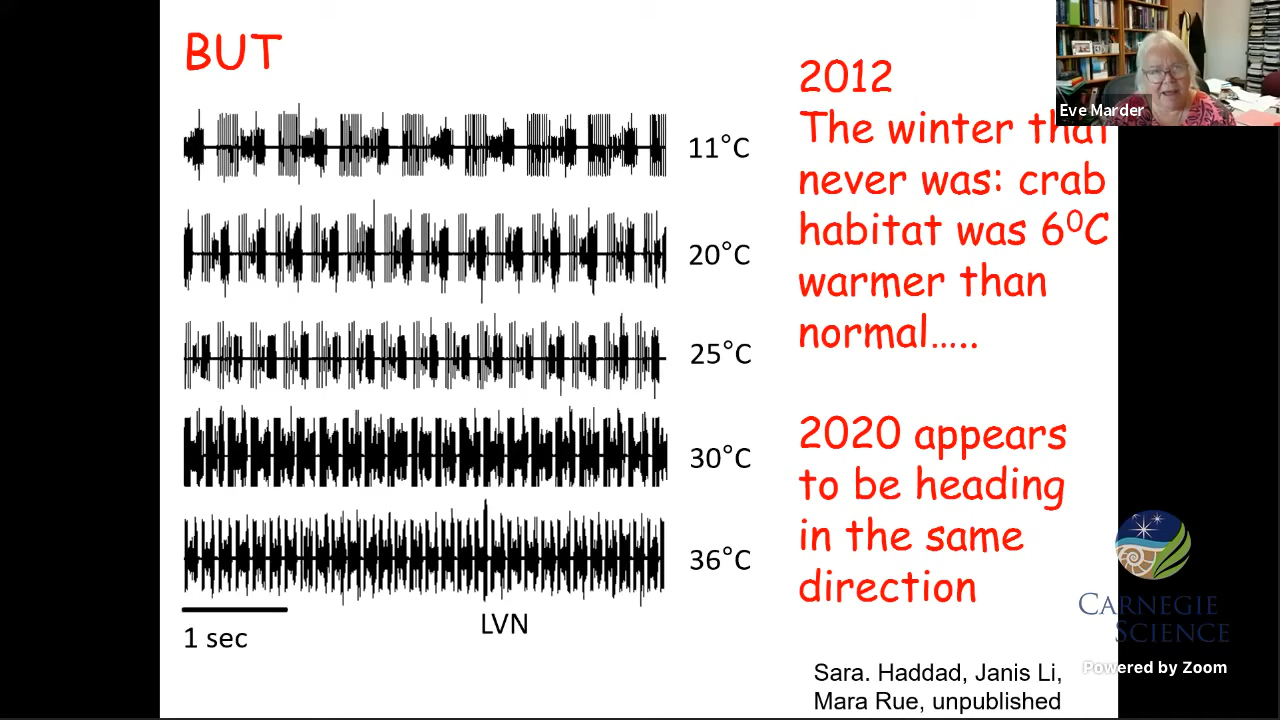 BUT
11°C
20°C
25°C
30°C
36°C
1 sec
LVN
2012
The winter that
never was: crab
habitat was 6⁰C
warmer than
normal…..
2020 appears
to be heading
in the same
direction
Sara. Haddad, Janis Li,
Mara Rue, unpublished
Eve Marder
CARNEGIE
SCIENCE
Powered by Zoom